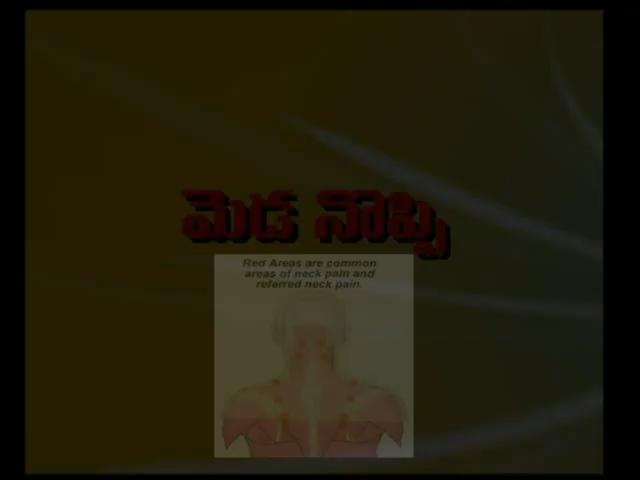 మెడ నొప్పి
Red Areas are common
areas of neck pain and
referred neck pain.